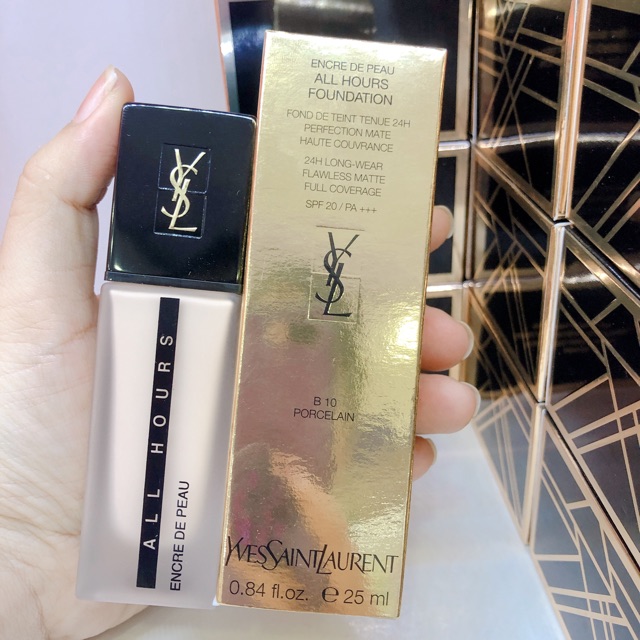 YSL
ALL HOURS
ENCRE DE PEAU
ENCRE DE PEAU
ALL HOURS
FOUNDATION
FOND DE TEINT TENUE 24H
PERFECTION MATE
HAUTE COUVRANCE
24H LONG-WEAR
FLAWLESS MATTE
FULL COVERAGE
SPF 20 / PA +++
YSL
B 10
PORCELAIN
YVESSAINTLAURENT
0.84 fl.oz. e 25 ml